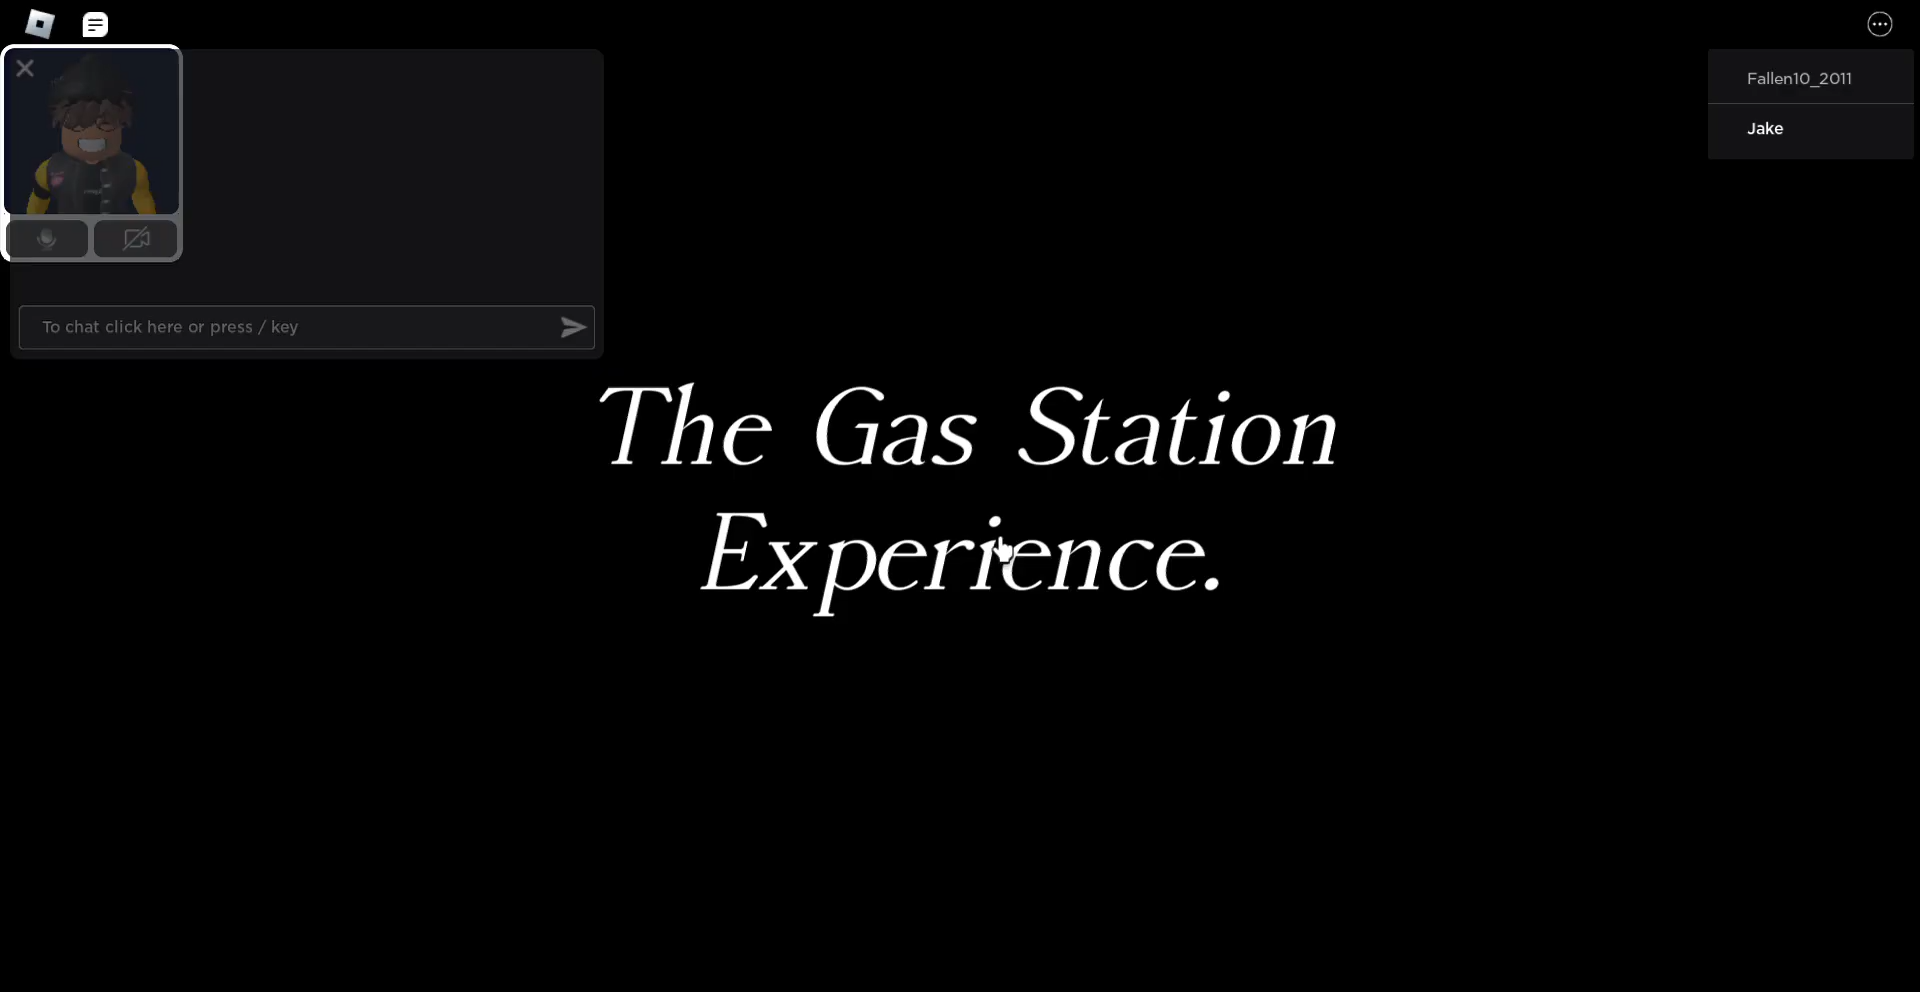 Fallen10_2011
Jake
To chat click here or press / key
The Gas Station
Experience.